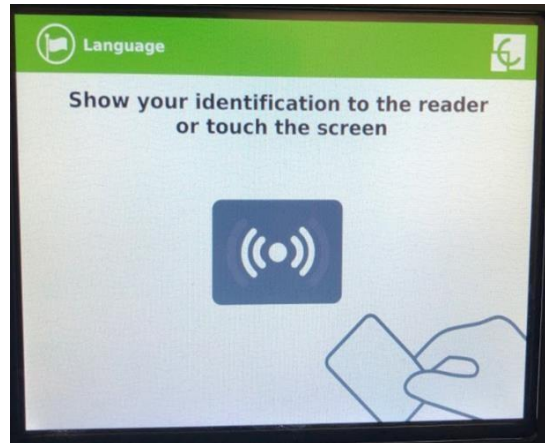 Language
Show your identification to the reader
or touch the screen